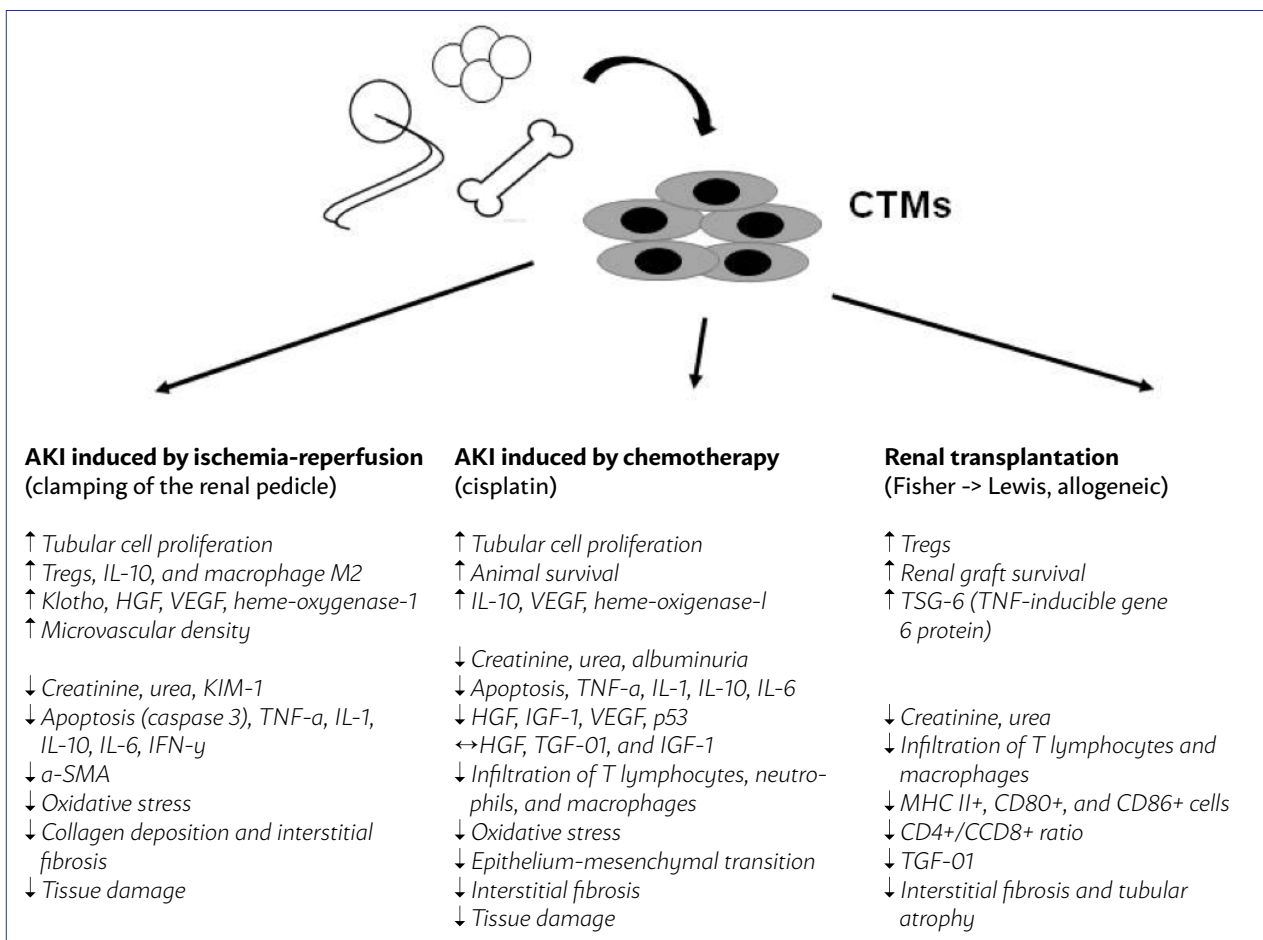 CTMs
AKI induced by ischemia-reperfusion
(clamping of the renal pedicle)
↑ Tubular cell proliferation
↑ Tregs, IL-10, and macrophage M2
↑ Klotho, HGF, VEGF, heme-oxygenase-1
↑ Microvascular density
↓ Creatinine, urea, KIM-1
↓ Apoptosis (caspase 3), TNF-a, IL-1,
IL-10, IL-6, IFN-y
↓ a-SMA
↓ Oxidative stress
↓ Collagen deposition and interstitial
fibrosis
↓ Tissue damage
AKI induced by chemotherapy
(cisplatin)
↑ Tubular cell proliferation
↑ Animal survival
↑ IL-10, VEGF, heme-oxigenase-l
↓ Creatinine, urea, albuminuria
↓ Apoptosis, TNF-a, IL-1, IL-10, IL-6
↓ HGF, IGF-1, VEGF, p53
↔HGF, TGF-01, and IGF-1
↓ Infiltration of T lymphocytes, neutro-
phils, and macrophages
↓ Oxidative stress
↓ Epithelium-mesenchymal transition
↓ Interstitial fibrosis
↓ Tissue damage
Renal transplantation
(Fisher -> Lewis, allogeneic)
↑ Tregs
↑ Renal graft survival
↑ TSG-6 (TNF-inducible gene
6 protein)
↓ Creatinine, urea
↓ Infiltration of T lymphocytes and
macrophages
↓ MHC II+, CD80+, and CD86+ cells
↓ CD4+/CCD8+ ratio
↓ TGF-01
↓ Interstitial fibrosis and tubular
atrophy